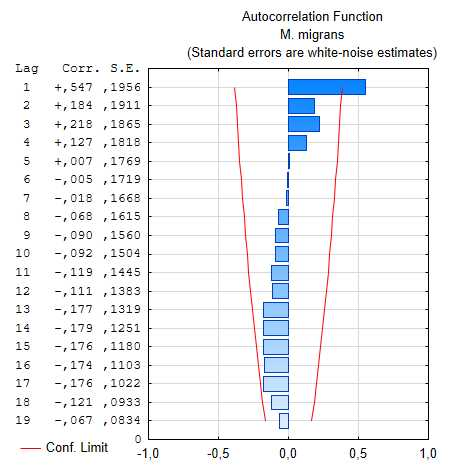 Autocorrelation Function
M. migrans
(Standard errors are white-noise estimates)
Lag Corr. S.E.
1 +,547 ,1956
2 +,184 ,1911
3 +,218 ,1865
4 +,127 ,1818
5 +,007 ,1769
6 -,005 ,1719
7 -,018 ,1668
8 -,068 ,1615
9 -,090 ,1560
10 -,092 ,1504
11 -,119 ,1445
12 -,111 ,1383
13 -,177 ,1319
14 -,179 ,1251
15 -,176 ,1180
16 -,174 ,1103
17 -,176 ,1022
18 -,121 ,0933
19 -,067 ,0834
0
-1,0 -0,5 0,0 0,5 1,0
Conf. Limit